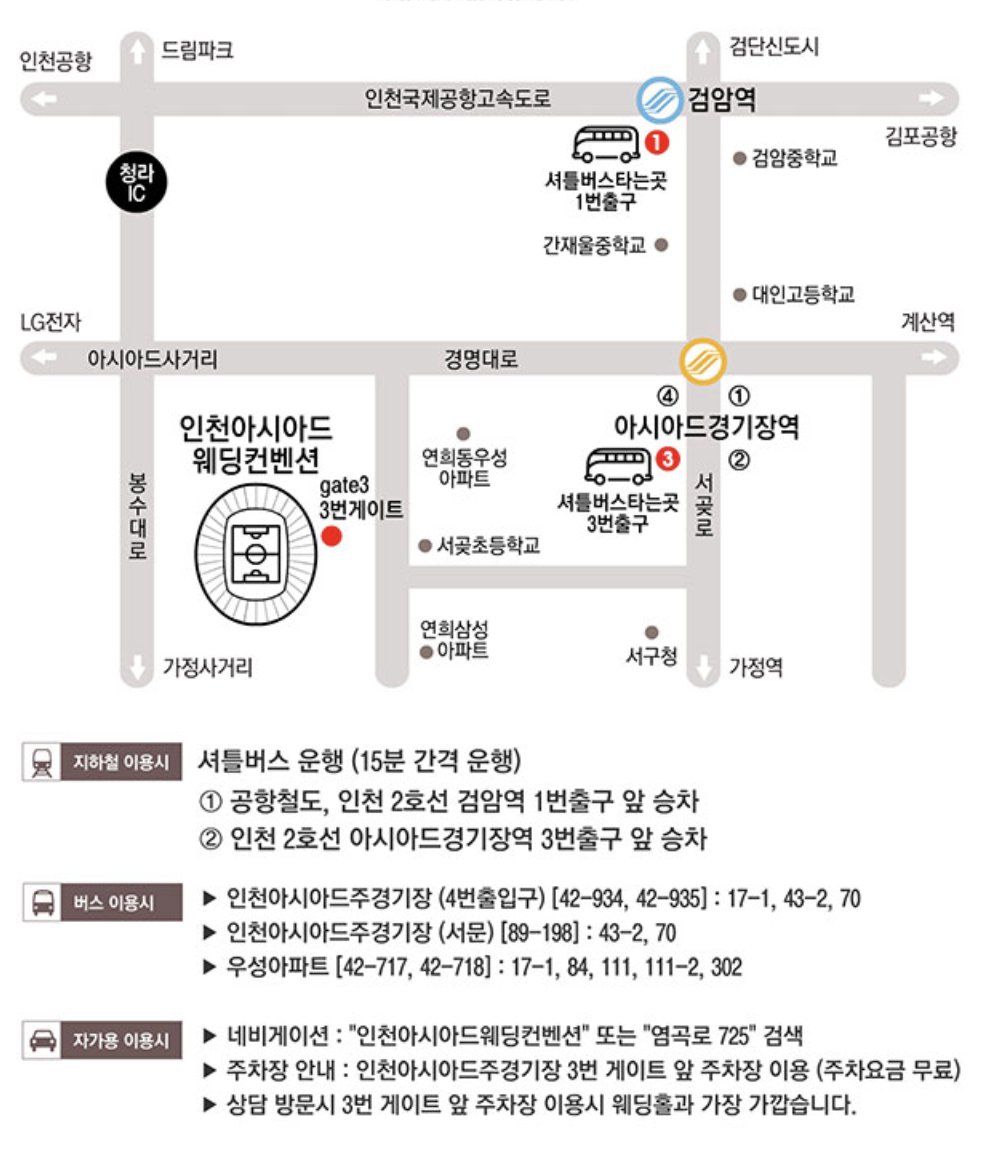 인천공항
드림파크
검단신도시
인천국제공항고속도로
검암역
김포공항
청라
IC
1
셔틀버스타는곳
1번출구
검암중학교
간재울중학교
대인고등학교
LG전자
계산역
아시아드사거리
경명대로
④
①
아시아드경기장역
②
3
셔틀버스타는곳
3번출구
인천아시아드
웨딩컨벤션
gate3
3번게이트
연희동우성
아파트
봉수대로
서곶로
서곶초등학교
연희삼성
아파트
서구청
가정사거리
가정역
지하철 이용시
셔틀버스 운행 (15분 간격 운행)
① 공항철도, 인천 2호선 검암역 1번출구 앞 승차
② 인천 2호선 아시아드경기장역 3번출구 앞 승차
버스 이용시
▶ 인천아시아드주경기장 (4번출입구) [42-934, 42-935] : 17-1, 43-2, 70
▶ 인천아시아드주경기장 (서문) [89-198] : 43-2, 70
▶ 우성아파트 [42-717, 42-718] : 17-1, 84, 111, 111-2, 302
자가용 이용시
▶ 네비게이션 : "인천아시아드웨딩컨벤션" 또는 "염곡로 725" 검색
▶ 주차장 안내 : 인천아시아드주경기장 3번 게이트 앞 주차장 이용 (주차요금 무료)
▶ 상담 방문시 3번 게이트 앞 주차장 이용시 웨딩홀과 가장 가깝습니다.